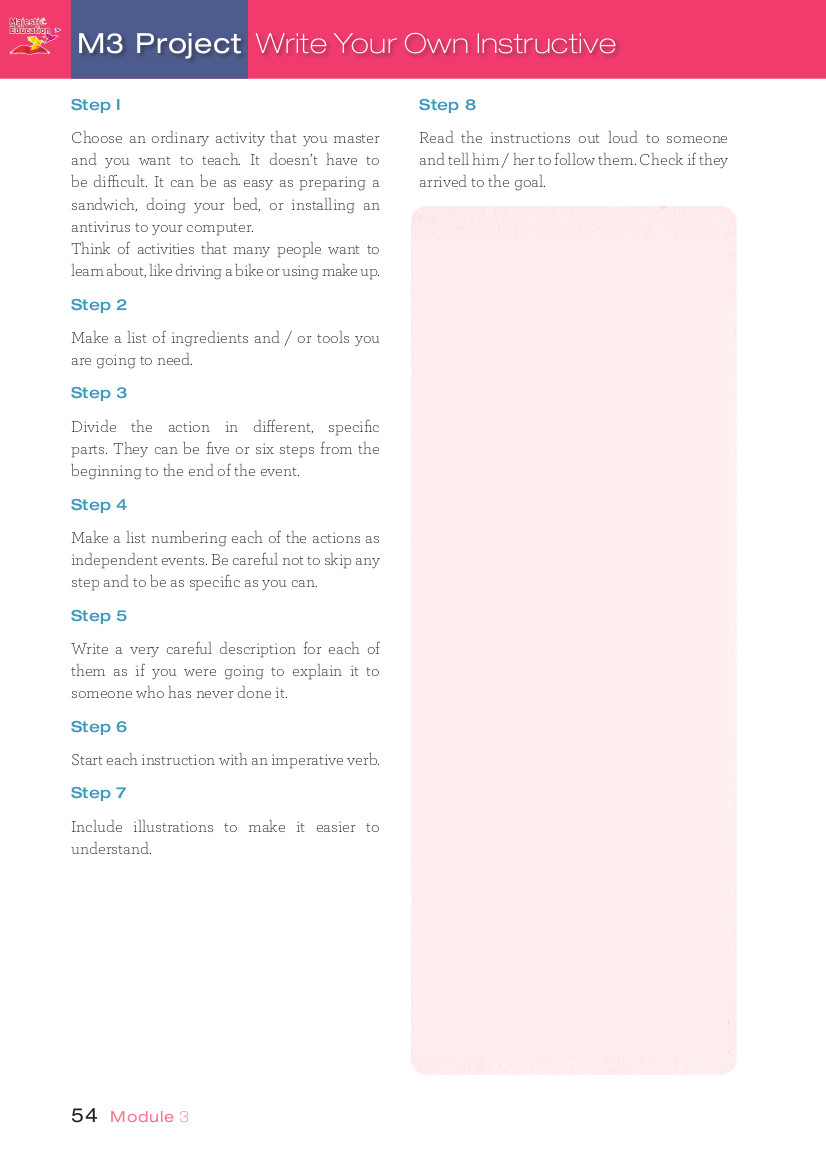 Majestic
Education
M3 Project Write Your Own Instructive
Step 1
Choose an ordinary activity that you master
and you want to teach. It doesn't have to
be difficult. It can be as easy as preparing a
sandwich, doing your bed, or installing an
antivirus to your computer.
Think of activities that many people want to
learn about, like driving a bike or using make up.
Step 2
Make a list of ingredients and / or tools you
are going to need.
Step 3
Divide the action in different, specific
parts. They can be five or six steps from the
beginning to the end of the event.
Step 4
Make a list numbering each of the actions as
independent events. Be careful not to skip any
step and to be as specific as you can.
Step 5
Write a very careful description for each of
them as if you were going to explain it to
someone who has never done it.
Step 6
Start each instruction with an imperative verb.
Step 7
Include illustrations to make it easier to
understand.
Step 8
Read the instructions out loud to someone
and tell him / her to follow them. Check if they
arrived to the goal.
54 Module 3